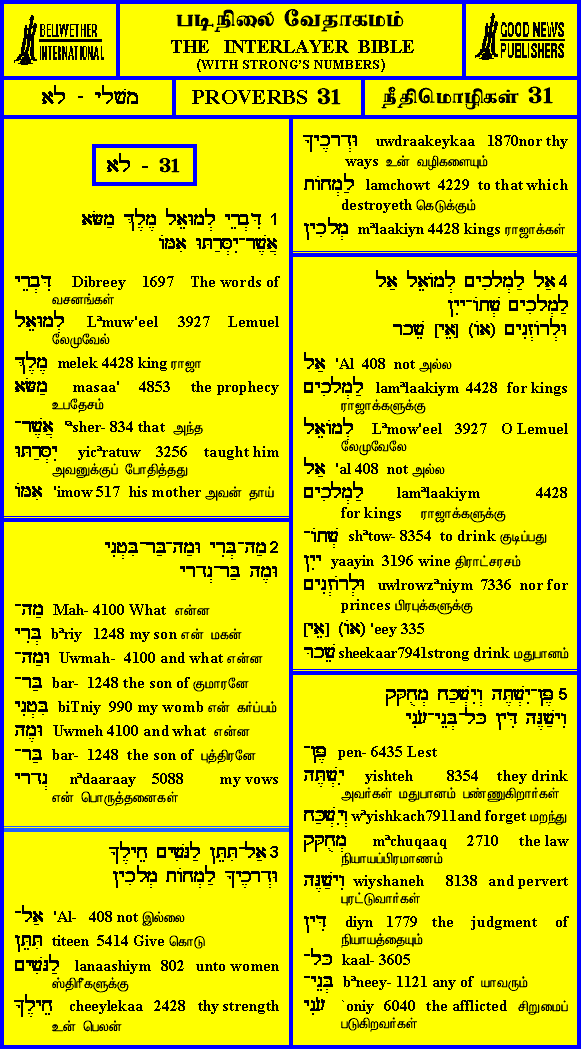 BELLWETHER
INTERNATIONAL
படிநிலை வேதாகமம்
THE INTERLAYER BIBLE
(WITH STRONG'S NUMBERS)
GOOD NEWS
PUBLISHERS
משלי - לא
PROVERBS 31
நீதிமொழிகள் 31
לא - 31
1 דִּבְרֵי לְמוּאֵל מֶלֶךְ מַשָּׂא
אֲשֶׁר־יִסְּרַתּוּ אִמּוֹ
דִּבְרֵי Dibreey 1697 The words of
வசனங்கள்
לְמוּאֵל Lᵃmuw'eel 3927 Lemuel
லேமுவேல்
מֶלֶךְ melek 4428 king ராஜா
מַשָּׂא masaa' 4853 the prophecy
உபதேசம்
אֲשֶׁר־ 'ᵃsher- 834 that அந்த
יִסְּרַתּוּ yicᵃratuw 3256 taught him
அவனுக்குப் போதித்தது
אִמּוֹ 'imow 517 his mother அவன் தாய்
2 מַה־בְּרִי וּמַה־בַּר־בִּטְנִי
וּמֶה בַּר־נְדָרִי
מַה־ Mah- 4100 What என்ன
בְּרִי bᵃriy 1248 my son என் மகன்
וּמַה־ Uwmah- 4100 and what என்ன
בַּר־ bar- 1248 the son of குமாரனே
בִּטְנִי biTniy 990 my womb என் கர்ப்பம்
וּמֶה Uwmeh 4100 and what என்ன
בַּר־ bar- 1248 the son of புத்திரனே
נְדָרִי nᵃdaaraay 5088 my vows
என் பொருத்தனைகள்
3 אַל־תִּתֵּן לַנָּשִׁים חֵילֶךָ
וּדְרָכֶיךָ לַמְחוֹת מְלָכִין
אַל־ 'Al- 408 not இல்லை
תִּתֵּן titeen 5414 Give கொடு
לַנָּשִׁים lanaashiym 802 unto women
ஸ்திரீகளுக்கு
חֵילֶךָ cheeylekaa 2428 thy strength
உன் பெலன்
וּדְרָכֶיךָ uwdraakeykaa 1870nor thy
ways உன் வழிகளையும்
לַמְחוֹת lamchowt 4229 to that which
destroyeth கெடுக்கும்
מְלָכִין mᵃlaakiyn 4428 kings ராஜாக்கள்
4 אַל לַמְלָכִים לְמוֹאֵל אַל
לַמְלָכִים שְׁתוֹ־יָיִן
וּלְרוֹזְנִים (אוֹ) [אֵי] שֵׁכָר
אַל 'Al 408 not அல்ல
לַמְלָכִים lamᵃlaakiym 4428 for kings
ராஜாக்களுக்கு
לְמוֹאֵל Lᵃmow'eel 3927 O Lemuel
லேமுவேலே
אַל 'al 408 not அல்ல
לַמְלָכִים lamᵃlaakiym 4428
for kings ராஜாக்களுக்கு
שְׁתוֹ־ shᵃtow- 8354 to drink குடிப்பது
יָיִן yaayin 3196 wine திராட்சரசம்
וּלְרוֹזְנִים uwlrowzᵃniym 7336 nor for
princes பிரபுக்களுக்கு
(אוֹ) [אֵי] 'eey 335
שֵׁכָר sheekaar7941strong drink மதுபானம்
5 פֶּן־יִשְׁתֶּה וְיִשְׁכַּח מְחֻקָּק
וִישַׁנֶּה דִּין כָּל־בְּנֵי־עֹנִי
פֶּן־ pen- 6435 Lest
יִשְׁתֶּה yishteh 8354 they drink
அவர்கள் மதுபானம் பண்ணுகிறார்கள்
וְיִשְׁכַּח wᵃyishkach7911and forget மறந்து
מְחֻקָּק mᵃchuqaaq 2710 the law
நியாயப்பிரமாணம்
וִישַׁנֶּה wiyshaneh 8138 and pervert
புரட்டுவார்கள்
דִּין diyn 1779 the judgment of
நியாயத்தையும்
כָּל־ kaal- 3605
בְּנֵי־ bᵃneey- 1121 any of யாவரும்
עֹנִי `oniy 6040 the afflicted சிறுமைப்
படுகிறவர்கள்